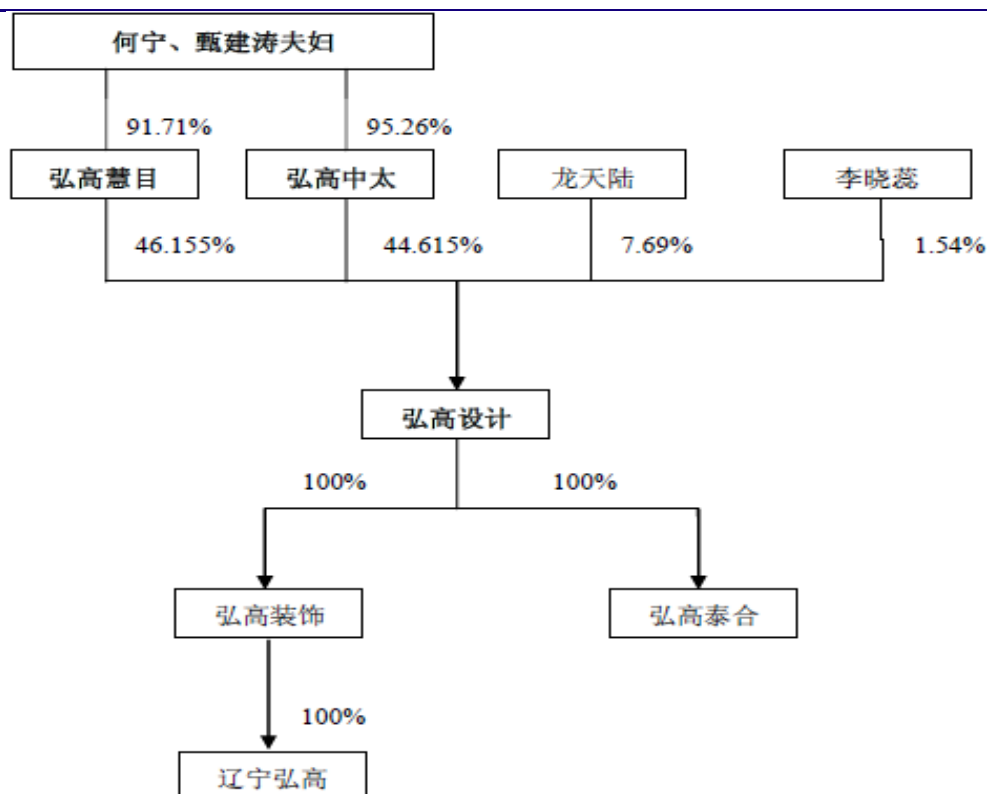 何宁、甄建涛夫妇
91.71%
95.26%
弘高慧目
弘高中太
龙天陆
李晓蕊
46.155%
44.615%
7.69%
1.54%
弘高设计
100%
100%
弘高装饰
弘高泰合
100%
辽宁弘高